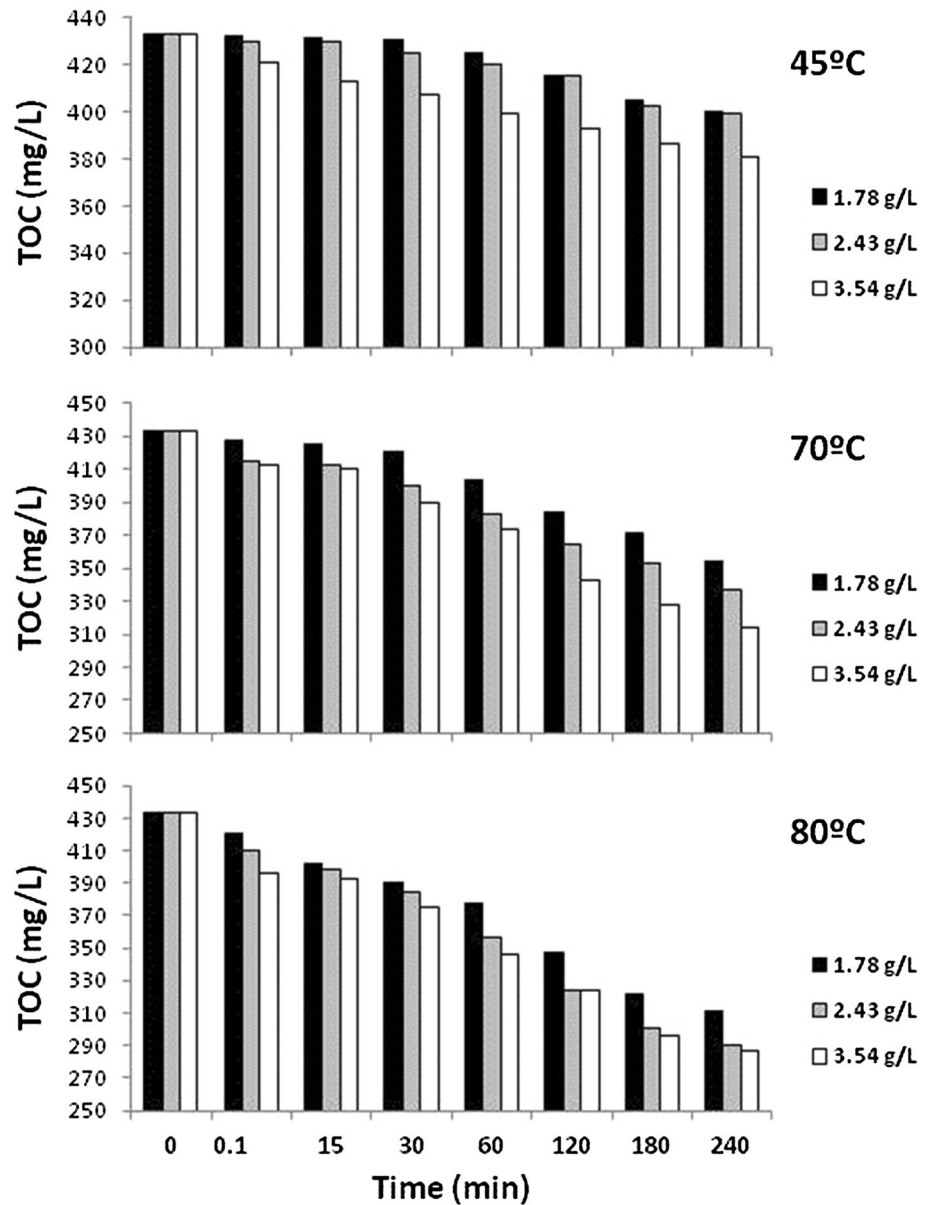 440
420
400
380
360
340
320
300
TOC (mg/L)
45ºC
1.78 g/L
2.43 g/L
3.54 g/L
450
430
410
390
370
350
330
310
290
270
250
TOC (mg/L)
70ºC
1.78 g/L
2.43 g/L
3.54 g/L
450
430
410
390
370
350
330
310
290
270
250
TOC (mg/L)
80ºC
1.78 g/L
2.43 g/L
3.54 g/L
0 0.1 15 30 60 120 180 240
Time (min)